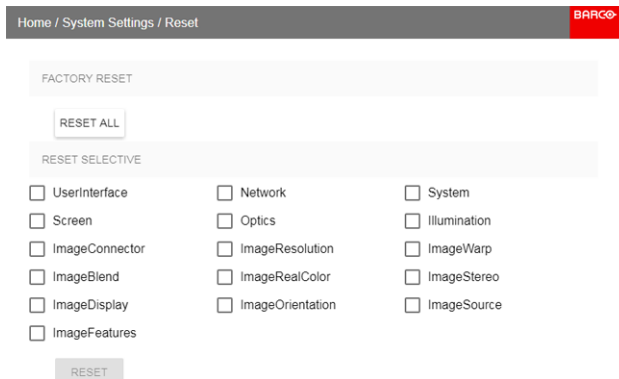 Home / System Settings / Reset
BARCO
FACTORY RESET
RESET ALL
RESET SELECTIVE
UserInterface Network System
Screen Optics Illumination
ImageConnector ImageResolution ImageWarp
ImageBlend ImageRealColor ImageStereo
ImageDisplay ImageOrientation ImageSource
ImageFeatures
RESET